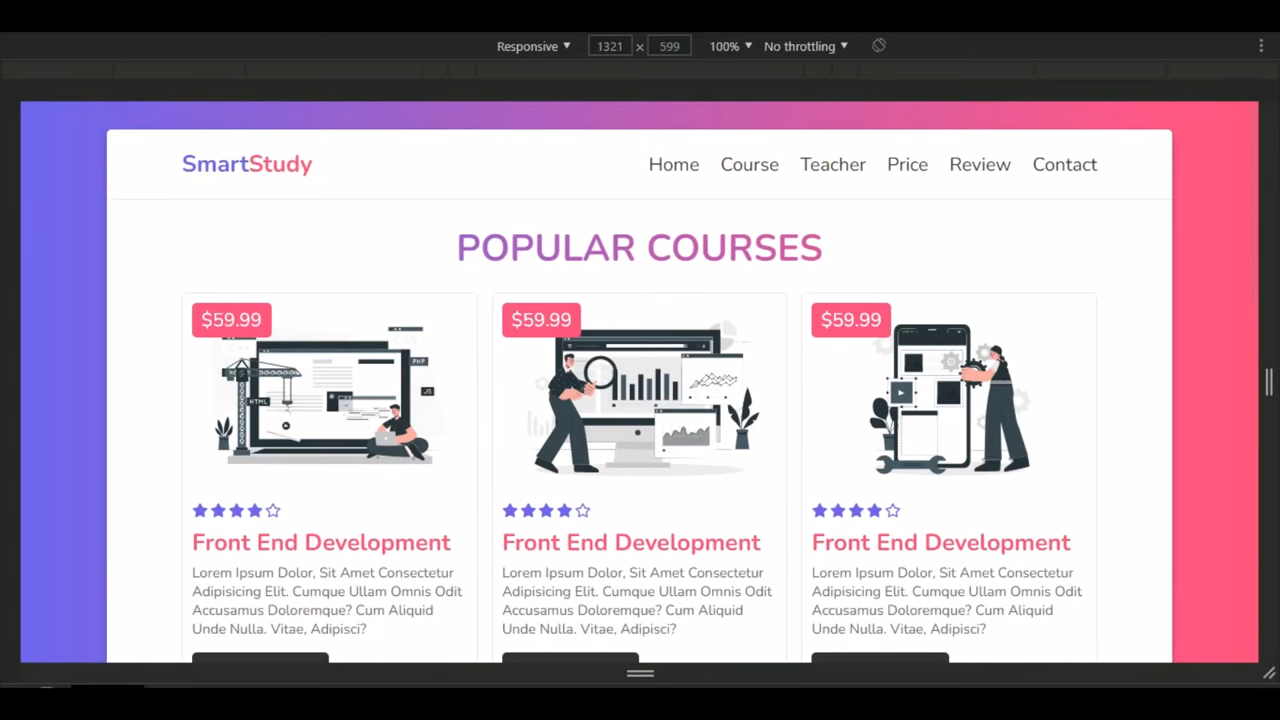 Responsive 1321 × 599 100% No throttling
SmartStudy Home Course Teacher Price Review Contact
POPULAR COURSES
$59.99 $59.99 $59.99
PHP
JS
HTML
Front End Development Front End Development Front End Development
Lorem Ipsum Dolor, Sit Amet Consectetur Lorem Ipsum Dolor, Sit Amet Consectetur Lorem Ipsum Dolor, Sit Amet Consectetur
Adipisicing Elit. Cumque Ullam Omnis Odit Adipisicing Elit. Cumque Ullam Omnis Odit Adipisicing Elit. Cumque Ullam Omnis Odit
Accusamus Doloremque? Cum Aliquid Accusamus Doloremque? Cum Aliquid Accusamus Doloremque? Cum Aliquid
Unde Nulla. Vitae, Adipisci? Unde Nulla. Vitae, Adipisci? Unde Nulla. Vitae, Adipisci?